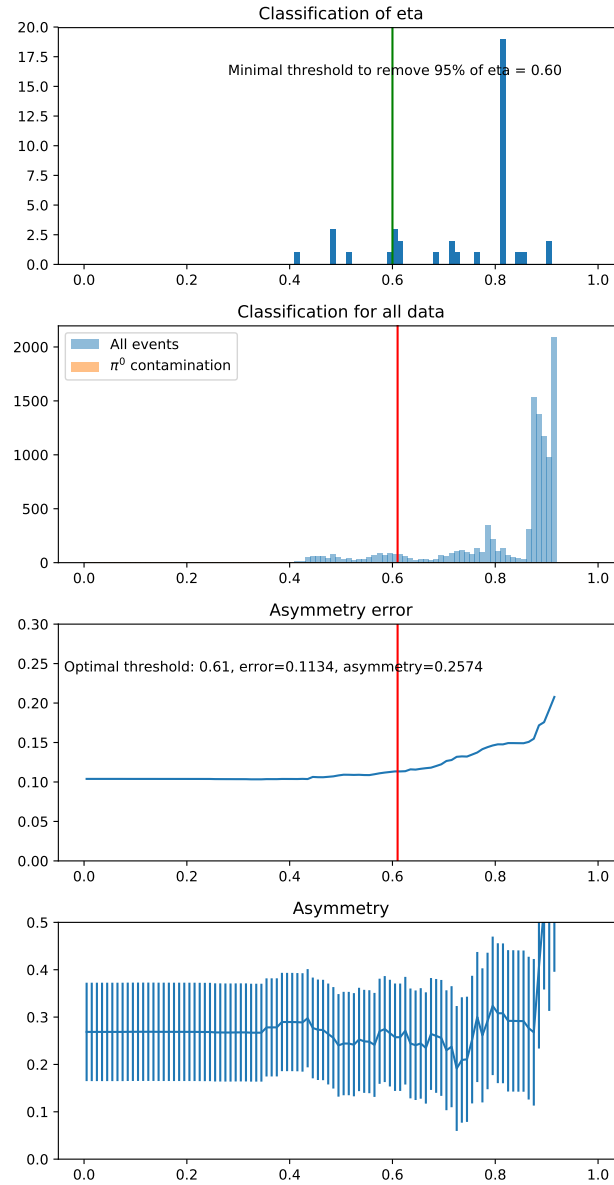 Classification of eta
20.0
17.5
15.0
12.5
10.0
7.5
5.0
2.5
0.0
Minimal threshold to remove 95% of eta = 0.60
0.0 0.2 0.4 0.6 0.8 1.0
Classification for all data
2000
1500
1000
500
0
All events
π⁰ contamination
0.0 0.2 0.4 0.6 0.8 1.0
Asymmetry error
0.30
0.25
0.20
0.15
0.10
0.05
0.00
Optimal threshold: 0.61, error=0.1134, asymmetry=0.2574
0.0 0.2 0.4 0.6 0.8 1.0
Asymmetry
0.5
0.4
0.3
0.2
0.1
0.0
0.0 0.2 0.4 0.6 0.8 1.0